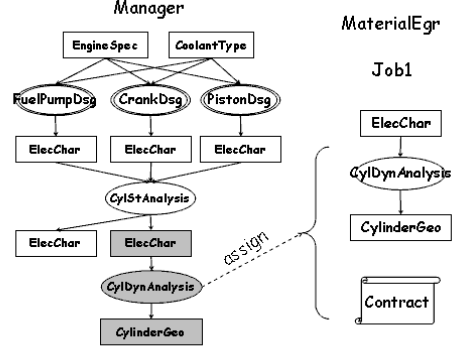 Manager
EngineSpec CoolantType
FuelPumpDsg CrankDsg PistonDsg
ElecChar ElecChar ElecChar
CylStAnalysis
ElecChar ElecChar
CylDynAnalysis
CylinderGeo
assign
MaterialEgr
Job1
ElecChar
CylDynAnalysis
CylinderGeo
Contract